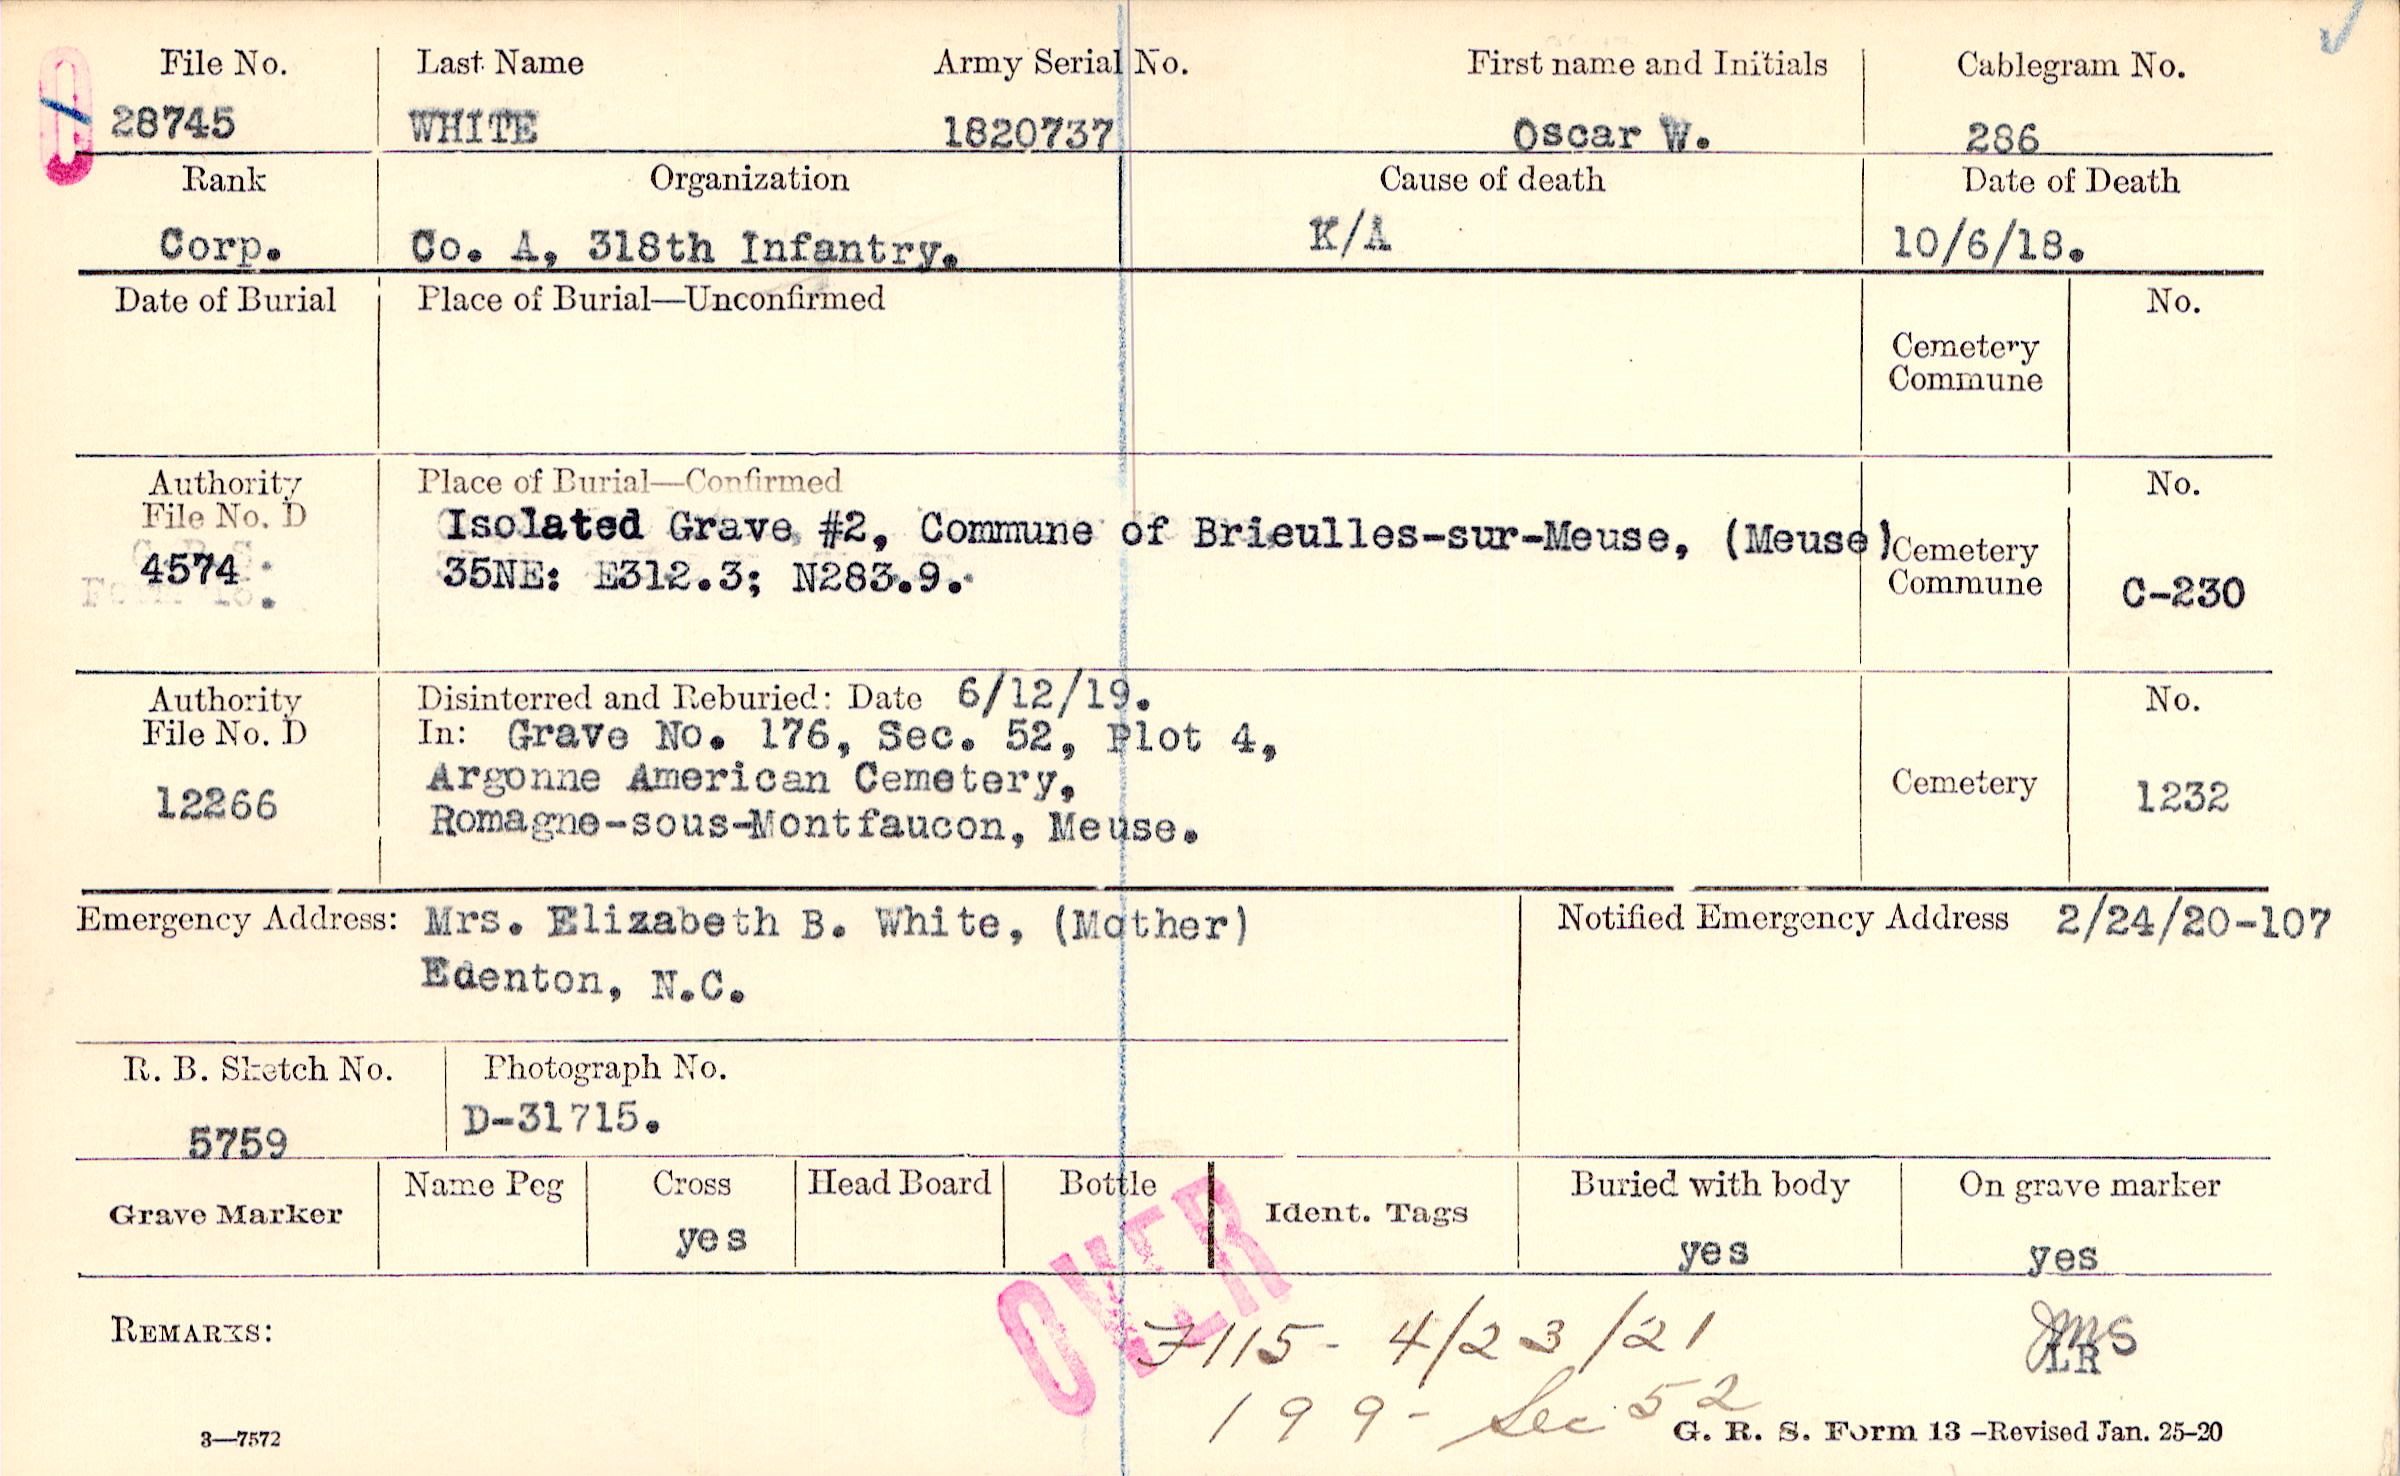 File No. Last Name Army Serial No. First name and Initials Cablegram No.
28745 WHITE 1820737 Oscar W. 286
Rank Organization Cause of death Date of Death
Corp. Co. A, 318th Infantry. K/A 10/6/18.
Date of Burial Place of Burial—Unconfirmed No.
Cemetery
Commune
Authority Place of Burial—Confirmed No.
File No. D
Isolated Grave #2, Commune of Brieulles-sur-Meuse, (Meuse)
4574 35NE: E312.3; N283.9.
Cemetery
Commune C-230
Authority Disinterred and Reburied: Date 6/12/19. No.
File No. D In: Grave No. 176, Sec. 52, Plot 4,
Argonne American Cemetery,
12266 Romagne-sous-Montfaucon, Meuse.
Cemetery 1232
Emergency Address: Mrs. Elizabeth B. White, (Mother) Notified Emergency Address 2/24/20-107
Edenton, N.C.
R. B. Sketch No. Photograph No.
5759 D-31715.
Grave Marker Name Peg Cross Head Board Bottle Ident. Tags Buried with body On grave marker
yes yes yes
OVER
REMARKS: 7115- 4/23/21
LR
199- Sec 52
3—7572 G. R. S. Form 13 –Revised Jan. 25-20